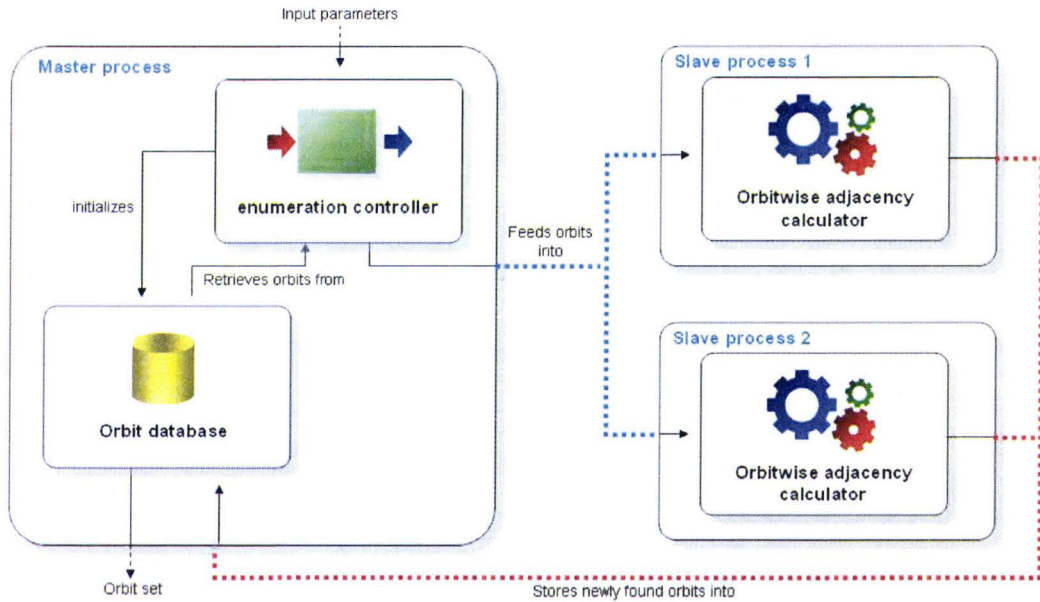 Input parameters
Master process
enumeration controller
initializes
Retrieves orbits from
Orbit database
Orbit set
Feeds orbits
into
Slave process 1
Orbitwise adjacency
calculator
Slave process 2
Orbitwise adjacency
calculator
Stores newly found orbits into